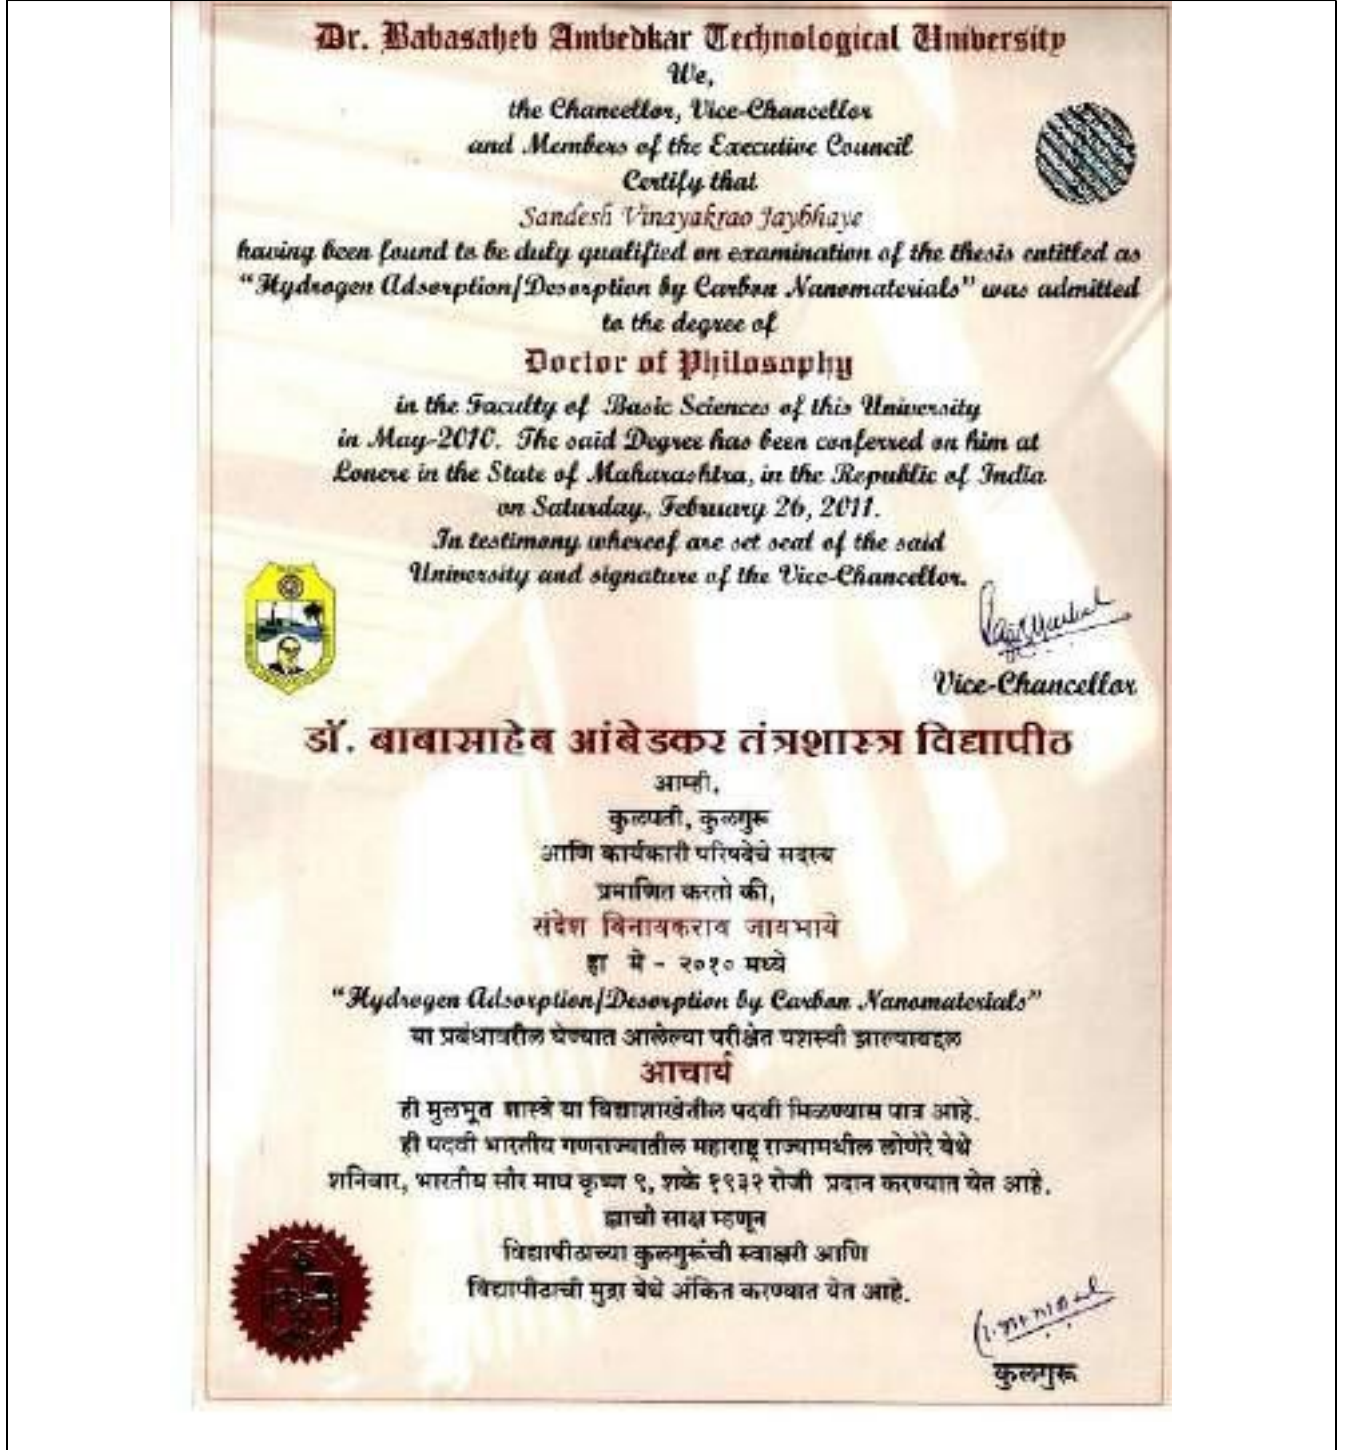 Dr. Babasaheb Ambedkar Technological University
We,
the Chancellor, Vice-Chancellor
and Members of the Executive Council
Certify that
Sandesh Vinayakrao Jaybhaye
having been found to be duly qualified on examination of the thesis entitled as
“Hydrogen Adsorption/Desorption by Carbon Nanomaterials” was admitted
to the degree of
Doctor of Philosophy
in the Faculty of Basic Sciences of this University
in May-2010. The said Degree has been conferred on him at
Lonere in the State of Maharashtra, in the Republic of India
on Saturday, February 26, 2011.
In testimony whereof are set seal of the said
University and signature of the Vice-Chancellor.
Vice-Chancellor
डॉ. बाबासाहेब आंबेडकर तंत्रशास्त्र विद्यापीठ
आम्ही,
कुलपती, कुलगुरू
आणि कार्यकारी परिषदेचे सदस्य
प्रमाणित करतो की,
संदेश विनायकराव जायभाये
हा मे - २०१० मध्ये
“Hydrogen Adsorption/Desorption by Carbon Nanomaterials”
या प्रबंधावरील घेण्यात आलेल्या परीक्षेत यशस्वी झाल्याबद्दल
आचार्य
ही मुलभूत शास्त्रे या विद्याशाखेतील पदवी मिळण्यास पात्र आहे.
ही पदवी भारतीय गणराज्यातील महाराष्ट्र राज्यामधील लोणेरे येथे
शनिवार, भारतीय सौर माघ कृष्ण ९, शके १९३२ रोजी प्रदान करण्यात येत आहे.
ह्याची साक्ष म्हणून
विद्यापीठाच्या कुलगुरूंची स्वाक्षरी आणि
विद्यापीठाची मुद्रा येथे अंकित करण्यात येत आहे.
कुलगुरू